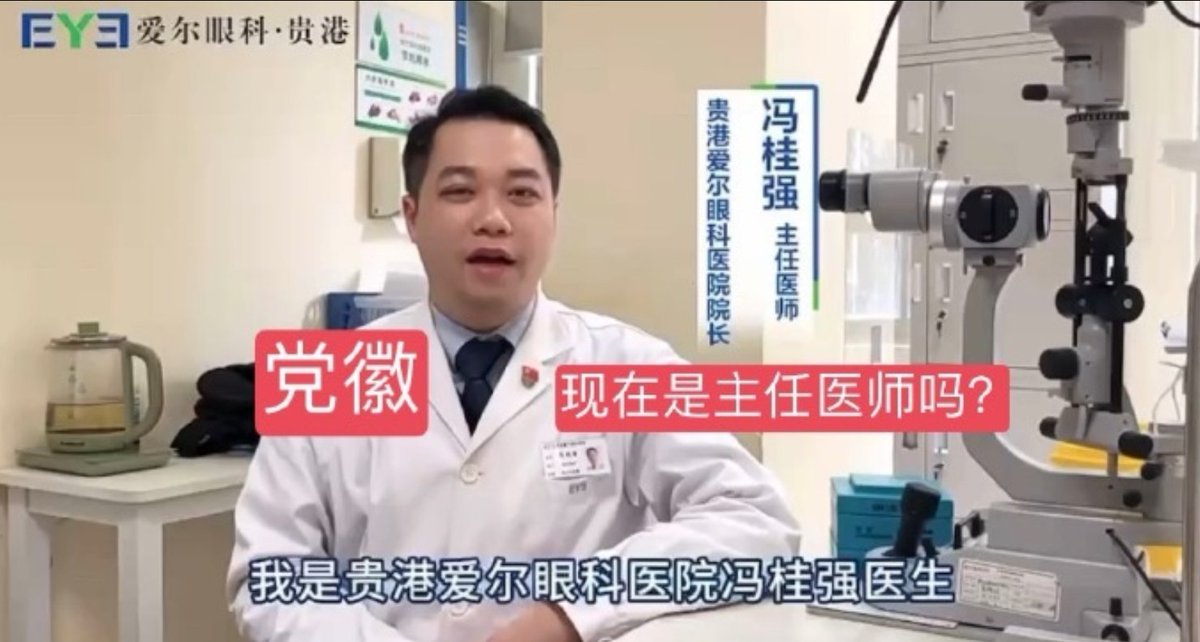 EYE 爱尔眼科·贵港
冯桂强 主任医师
贵港爱尔眼科医院院长
党徽
现在是主任医师吗？
EYE
我是贵港爱尔眼科医院冯桂强医生